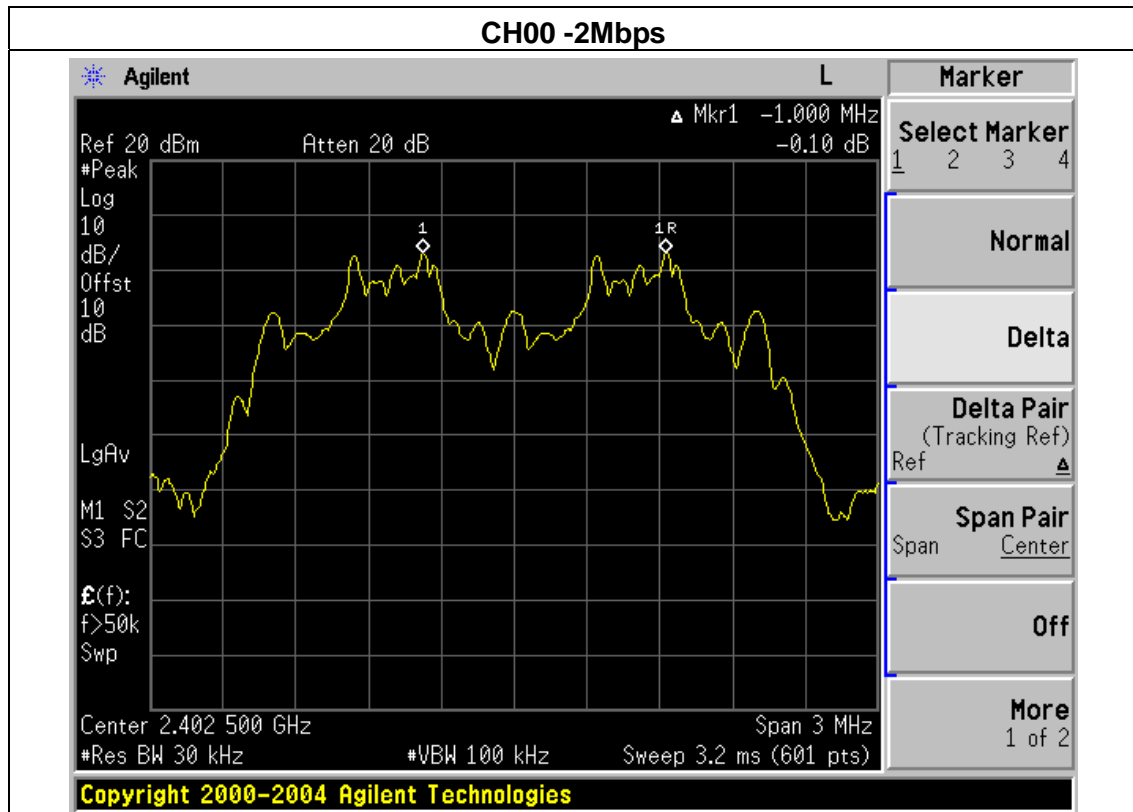 CH00 -2Mbps
Agilent L
Δ Mkr1 -1.000 MHz
Ref 20 dBm Atten 20 dB -0.10 dB
#Peak
Log
10
dB/
Offst
10
dB
LgAv
M1 S2
S3 FC
£(f):
f>50k
Swp
1
1R
Center 2.402 500 GHz Span 3 MHz
#Res BW 30 kHz #VBW 100 kHz Sweep 3.2 ms (601 pts)
Copyright 2000-2004 Agilent Technologies
Marker
Select Marker
1 2 3 4
Normal
Delta
Delta Pair
(Tracking Ref)
Ref Δ
Span Pair
Span Center
Off
More
1 of 2